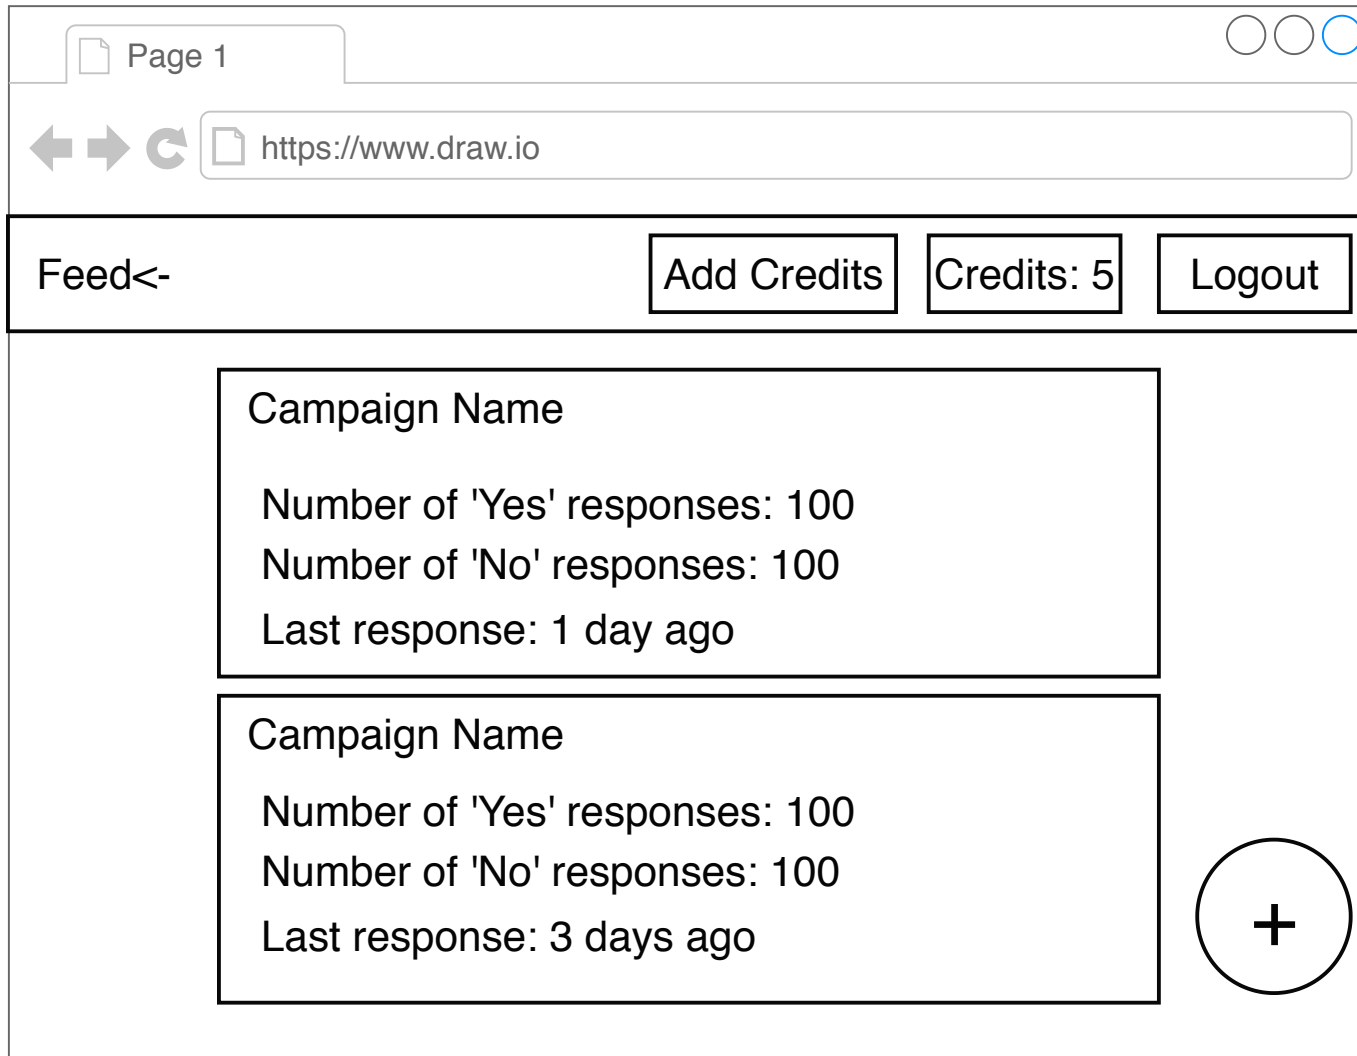 Page 1
https://www.draw.io
Feed<-
Add Credits
Credits: 5
Logout
Campaign Name
Number of 'Yes' responses: 100
Number of 'No' responses: 100
Last response: 1 day ago
Campaign Name
Number of 'Yes' responses: 100
Number of 'No' responses: 100
Last response: 3 days ago
+